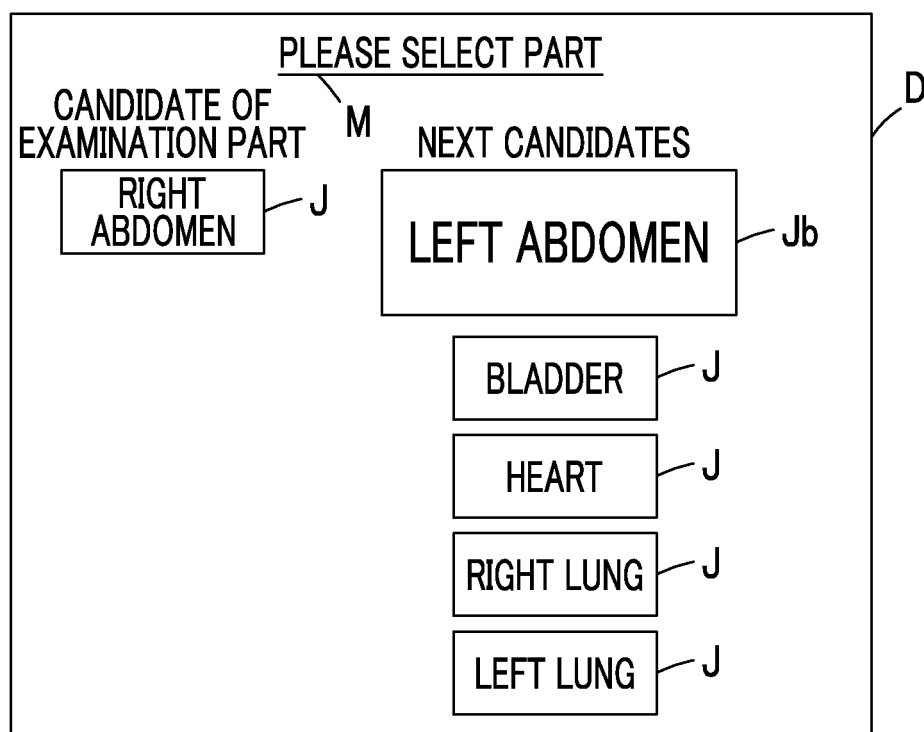 PLEASE SELECT PART
M
D
CANDIDATE OF
EXAMINATION PART
RIGHT
ABDOMEN
J
NEXT CANDIDATES
LEFT ABDOMEN
Jb
BLADDER
J
HEART
J
RIGHT LUNG
J
LEFT LUNG
J